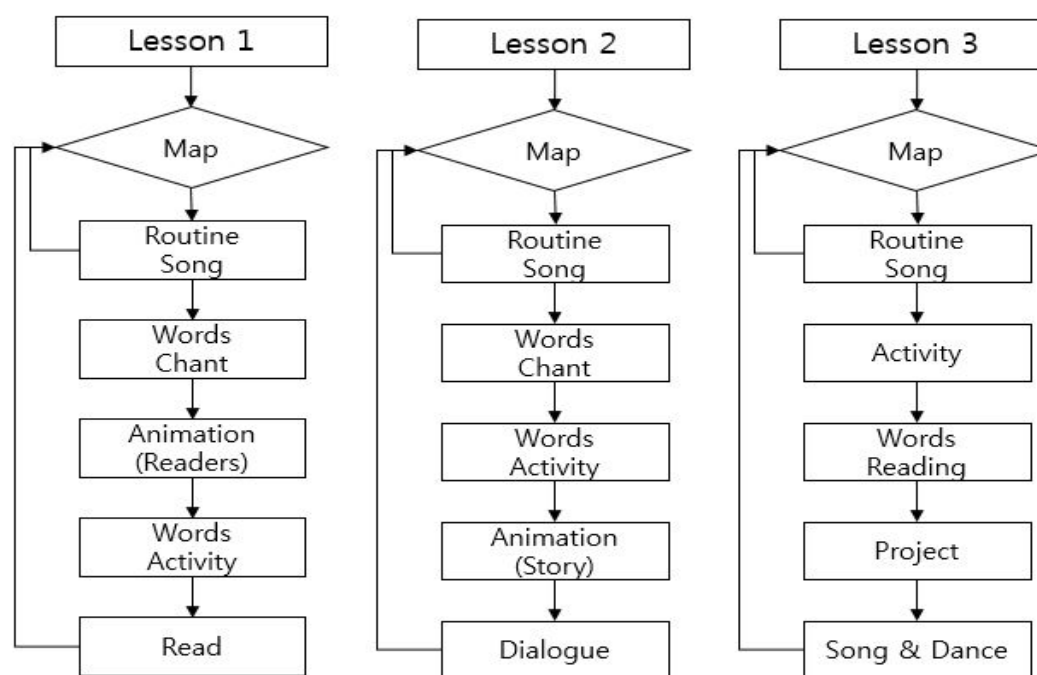 Lesson 1
Map
Routine
Song
Words
Chant
Animation
(Readers)
Words
Activity
Read
Lesson 2
Map
Routine
Song
Words
Chant
Words
Activity
Animation
(Story)
Dialogue
Lesson 3
Map
Routine
Song
Activity
Words
Reading
Project
Song & Dance